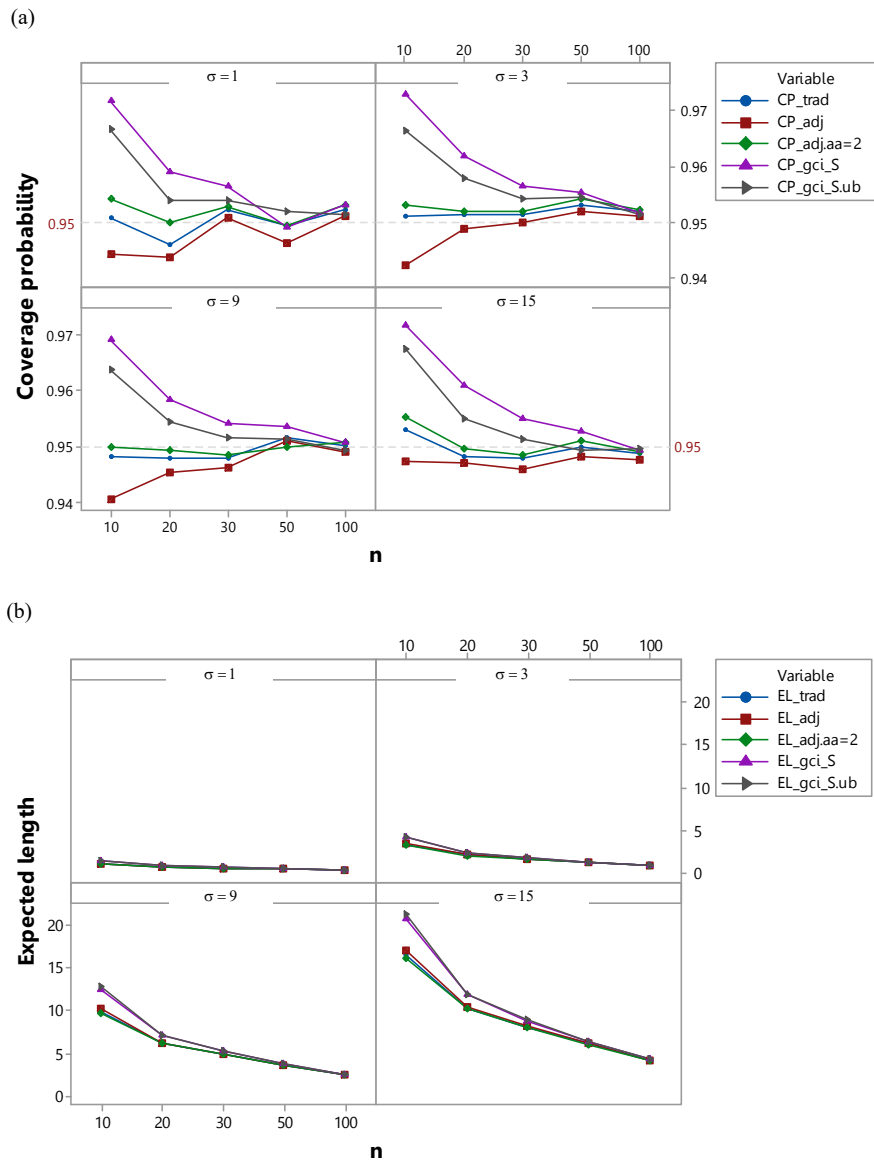 (a)
10 20 30 50 100
σ = 1 σ = 3
Variable
CP_trad
CP_adj
CP_adj.aa=2
CP_gci_S
CP_gci_S.ub
0.97
0.96
0.95 0.95
0.94
σ = 9 σ = 15
0.97
0.96
0.95 0.95
0.94
10 20 30 50 100
Coverage probability
n
(b)
10 20 30 50 100
σ = 1 σ = 3
Variable
EL_trad
EL_adj
EL_adj.aa=2
EL_gci_S
EL_gci_S.ub
20
15
10
5
0
σ = 9 σ = 15
20
15
10
5
0
10 20 30 50 100
Expected length
n